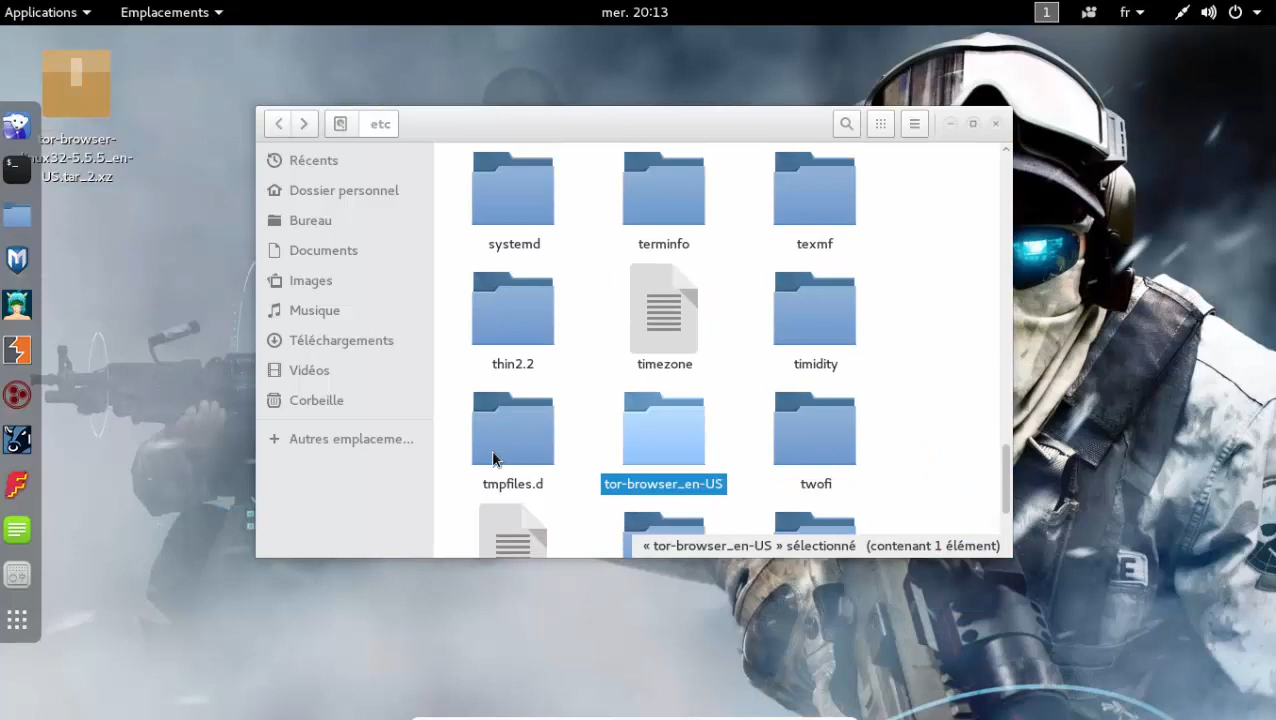 Applications
Emplacements
mer. 20:13
1
fr
tor-browser-
linux32-5.5.5_en-
US.tar_2.xz
etc
Récents
Dossier personnel
Bureau
Documents
Images
Musique
Téléchargements
Vidéos
Corbeille
Autres emplaceme...
systemd
terminfo
texmf
thin2.2
timezone
timidity
tmpfiles.d
tor-browser_en-US
twofi
« tor-browser_en-US » sélectionné (contenant 1 élément)